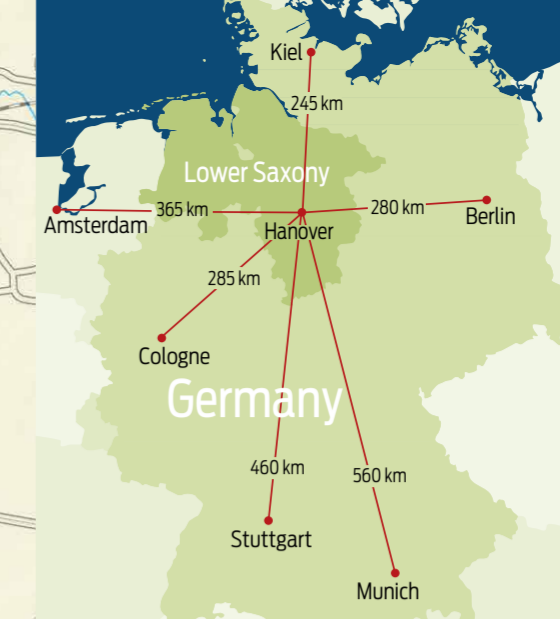 Kiel
245 km
Lower Saxony
365 km
280 km
Amsterdam
Hanover
Berlin
285 km
Cologne
Germany
460 km
560 km
Stuttgart
Munich